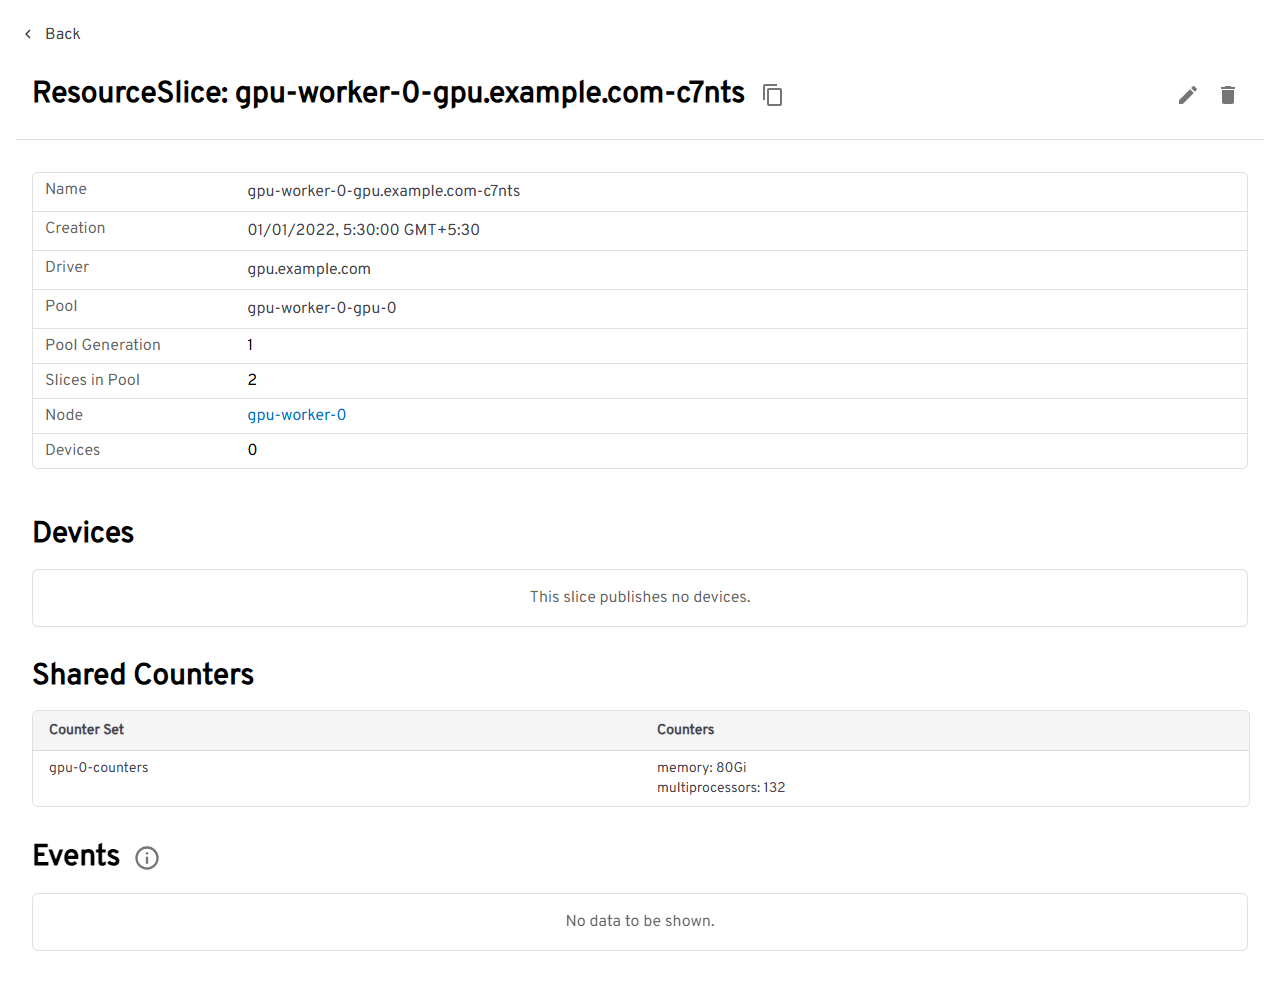 Back
ResourceSlice: gpu-worker-0-gpu.example.com-c7nts
Name gpu-worker-0-gpu.example.com-c7nts
Creation 01/01/2022, 5:30:00 GMT+5:30
Driver gpu.example.com
Pool gpu-worker-0-gpu-0
Pool Generation 1
Slices in Pool 2
Node gpu-worker-0
Devices 0
Devices
This slice publishes no devices.
Shared Counters
Counter Set Counters
gpu-0-counters memory: 80Gi
multiprocessors: 132
Events
No data to be shown.